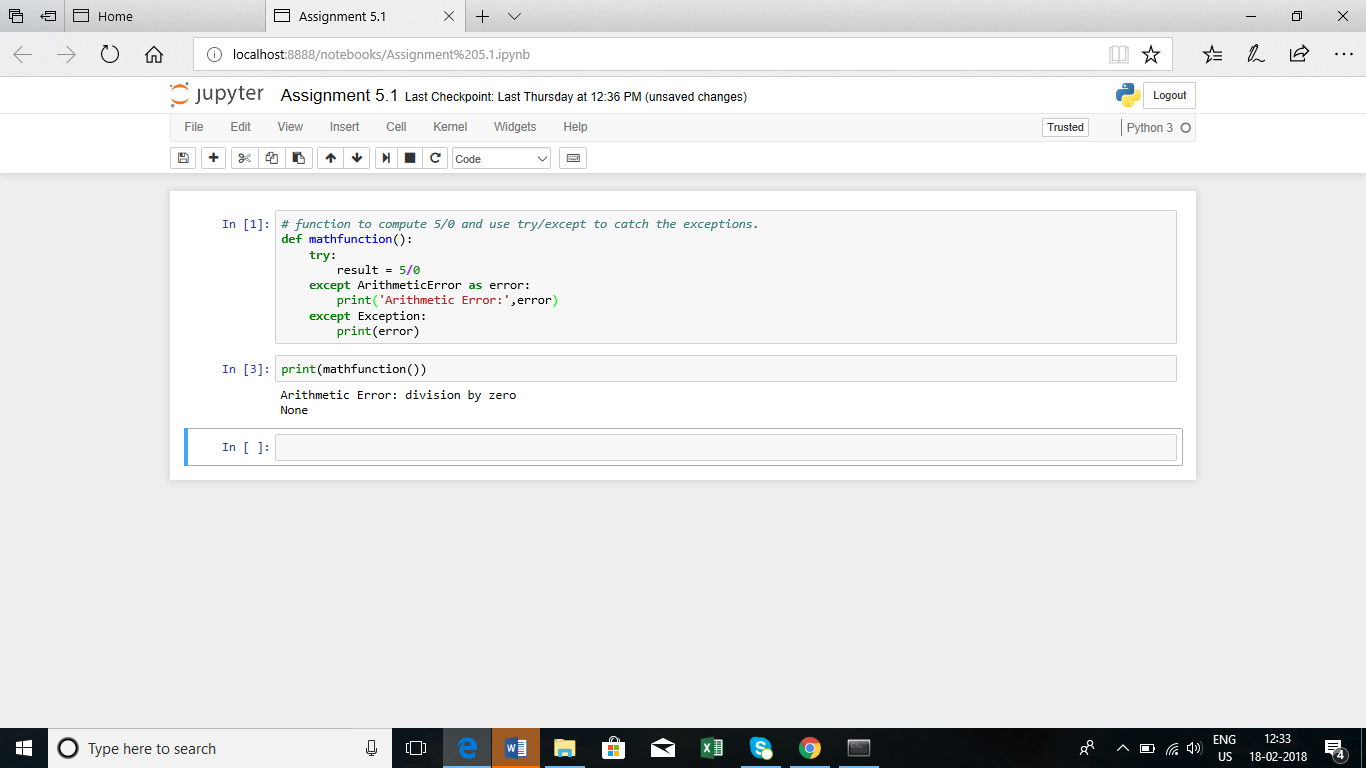 Home
Assignment 5.1
localhost:8888/notebooks/Assignment%205.1.ipynb
jupyter Assignment 5.1 Last Checkpoint: Last Thursday at 12:36 PM (unsaved changes)
Logout
File Edit View Insert Cell Kernel Widgets Help
Trusted
Python 3
Code
In [1]: # function to compute 5/0 and use try/except to catch the exceptions.
def mathfunction():
    try:
        result = 5/0
    except ArithmeticError as error:
        print('Arithmetic Error:',error)
    except Exception:
        print(error)
In [3]: print(mathfunction())
Arithmetic Error: division by zero
None
In [ ]:
Type here to search
ENG
US
12:33
18-02-2018
4